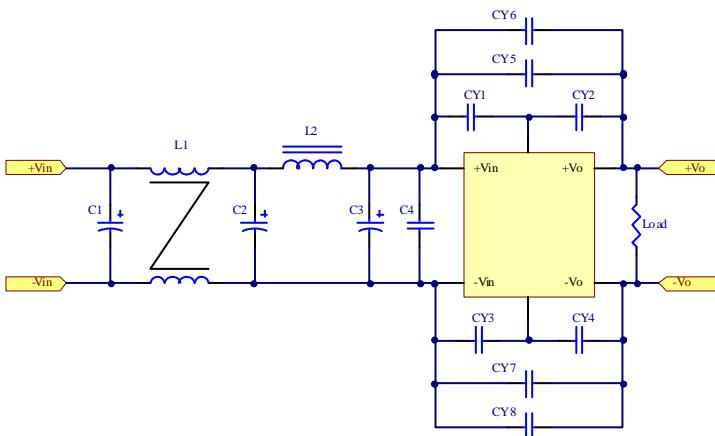 CY6
CY5
CY1 CY2
L1 L2
+Vin +Vin +Vo +Vo
C1 C2 C3 C4 Load
-Vin -Vin -Vo -Vo
CY3 CY4
CY7
CY8